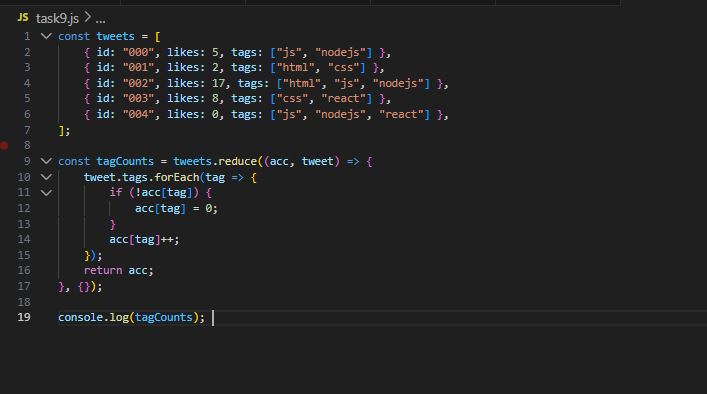 JS task9.js > ...
1 const tweets = [
2     { id: "000", likes: 5, tags: ["js", "nodejs"] },
3     { id: "001", likes: 2, tags: ["html", "css"] },
4     { id: "002", likes: 17, tags: ["html", "js", "nodejs"] },
5     { id: "003", likes: 8, tags: ["css", "react"] },
6     { id: "004", likes: 0, tags: ["js", "nodejs", "react"] },
7 ];
8
9 const tagCounts = tweets.reduce((acc, tweet) => {
10     tweet.tags.forEach(tag => {
11         if (!acc[tag]) {
12             acc[tag] = 0;
13         }
14         acc[tag]++;
15     });
16     return acc;
17 }, {});
18
19 console.log(tagCounts);